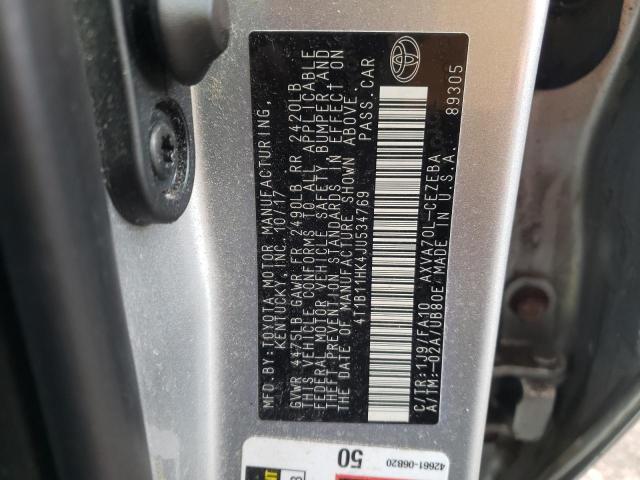 MFD.BY:TOYOTA MOTOR MANUFACTURING,
KENTUCKY, INC. 10/17
GVWR 4475LB GAWR FR 2490LB RR 2420LB
THIS VEHICLE CONFORMS TO ALL APPLICABLE
FEDERAL MOTOR VEHICLE SAFETY, BUMPER, AND
THEFT PREVENTION STANDARDS IN EFFECT ON
THE DATE OF MANUFACTURE SHOWN ABOVE.
4T1B11HK4JU534769 PASS. CAR
C/TR:1H9/FA10 AXVA70L-CEZEBA
A/TM:-02A/UB80E MADE IN U.S.A.
89305
50
42661-06B20